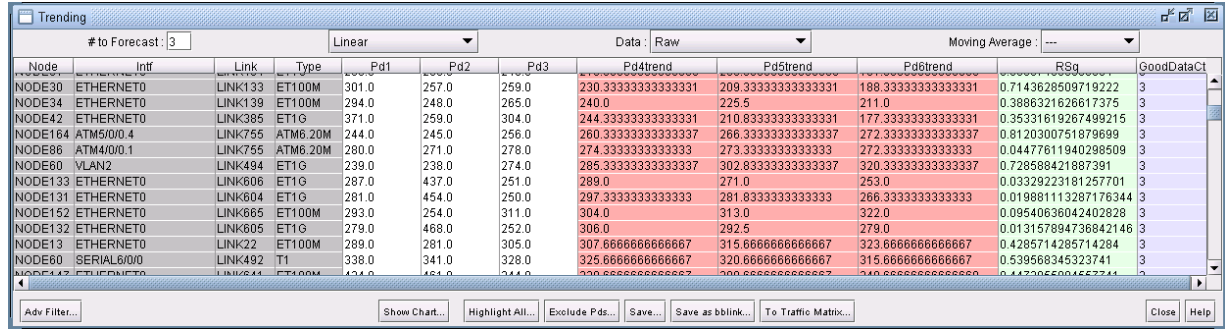 Trending
# to Forecast : 3 Linear Data : Raw Moving Average : ---
Node Intf Link Type Pd1 Pd2 Pd3 Pd4trend Pd5trend Pd6trend RSq GoodDataCt
NODE30 ETHERNET0 LINK133 ET100M 301.0 257.0 259.0 230.33333333333331 209.33333333333331 188.33333333333331 0.7143628509719222 3
NODE34 ETHERNET0 LINK139 ET100M 294.0 248.0 265.0 240.0 225.5 211.0 0.3886321626617375 3
NODE42 ETHERNET0 LINK385 ET1G 371.0 259.0 304.0 244.33333333333331 210.83333333333331 177.33333333333331 0.35331619267499215 3
NODE164 ATM5/0/0.4 LINK755 ATM6.20M 244.0 245.0 256.0 260.33333333333337 266.33333333333337 272.33333333333337 0.81203007518796​99 3
NODE86 ATM4/0/0.1 LINK755 ATM6.20M 280.0 271.0 278.0 274.3333333333333 273.3333333333333 272.3333333333333 0.04477611940298509 3
NODE60 VLAN2 LINK494 ET1G 239.0 238.0 274.0 285.33333333333337 302.83333333333337 320.33333333333337 0.728588421887391 3
NODE133 ETHERNET0 LINK606 ET1G 287.0 437.0 251.0 289.0 271.0 253.0 0.03329223181257701 3
NODE131 ETHERNET0 LINK604 ET1G 281.0 454.0 250.0 297.3333333333333 281.8333333333333 266.3333333333333 0.019881113287176344 3
NODE152 ETHERNET0 LINK665 ET100M 293.0 254.0 311.0 304.0 313.0 322.0 0.09540636042402828 3
NODE132 ETHERNET0 LINK605 ET1G 279.0 468.0 252.0 306.0 292.5 279.0 0.013157894736842146 3
NODE13 ETHERNET0 LINK22 ET100M 289.0 281.0 305.0 307.6666666666667 315.6666666666667 323.6666666666667 0.4285714285714284 3
NODE60 SERIAL6/0/0 LINK492 T1 338.0 341.0 328.0 325.6666666666667 320.6666666666667 315.6666666666667 0.539568345323741 3
Adv Filter... Show Chart... Highlight All... Exclude Pds... Save... Save as bblink... To Traffic Matrix... Close Help